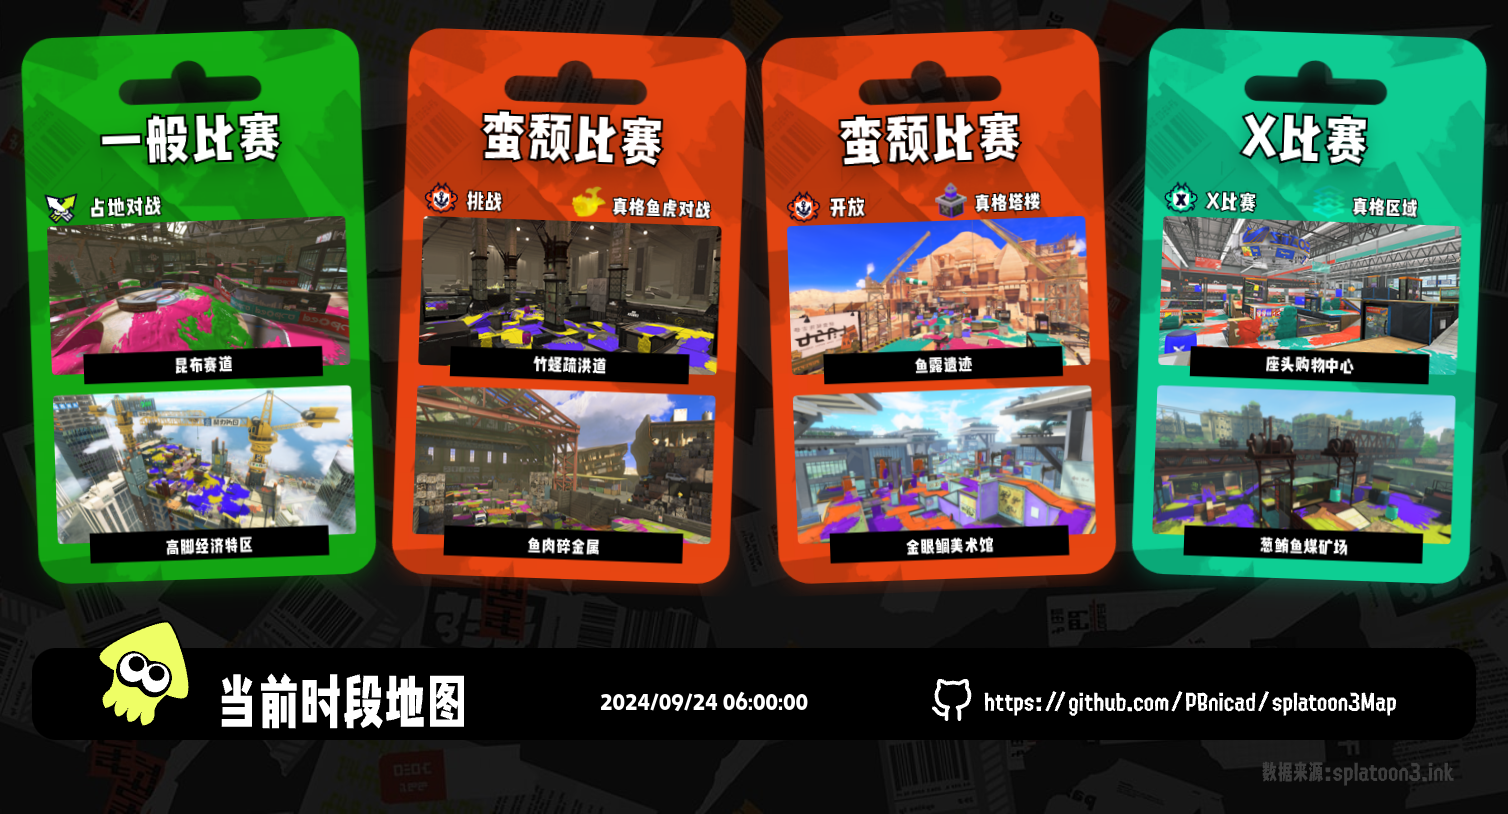 一般比赛
占地对战
昆布赛道
高脚经济特区
蛮颓比赛
挑战
真格鱼虎对战
竹蛏疏洪道
鱼肉碎金属
蛮颓比赛
开放
真格塔楼
鱼露遗迹
金眼鲷美术馆
X比赛
X比赛
真格区域
座头购物中心
葱鲔鱼煤矿场
当前时段地图
2024/09/24 06:00:00
https://github.com/PBnicad/splatoon3Map
数据来源:splatoon3.ink